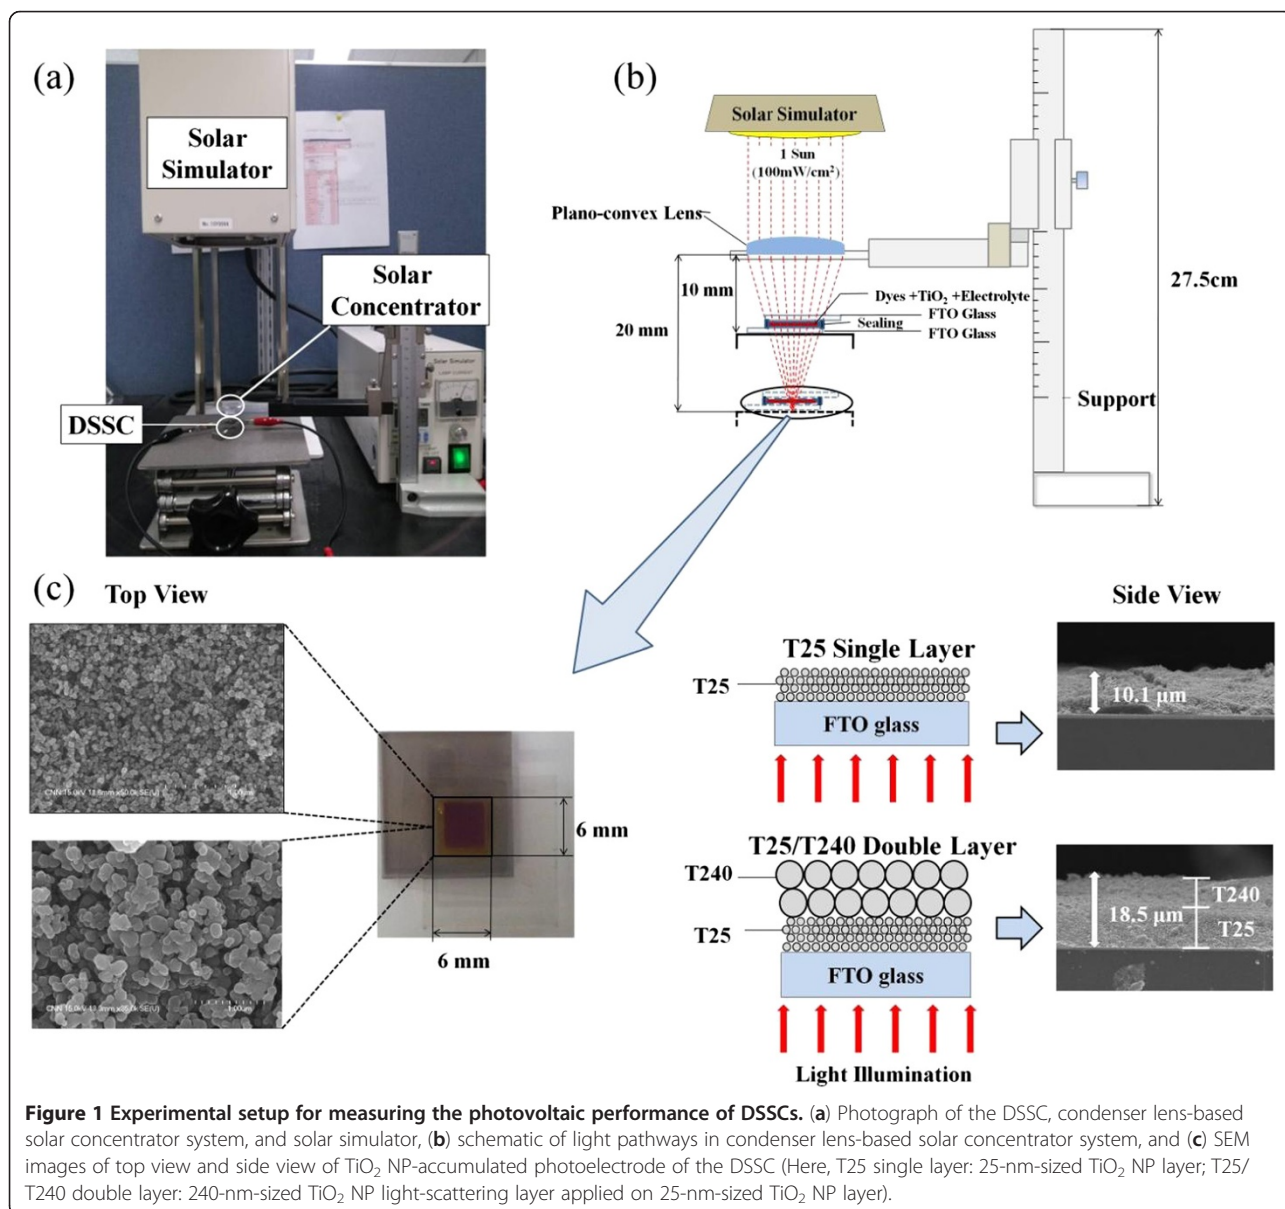 (a)
Solar
Simulator
Solar
Concentrator
DSSC
Solar Simulator
(b)
Solar Simulator
1 Sun
(100mW/cm²)
Plano-convex Lens
10 mm
20 mm
Dyes +TiO₂ +Electrolyte
FTO Glass
Sealing
FTO Glass
27.5cm
Support
(c)
Top View
6 mm
6 mm
Side View
T25 Single Layer
T25
FTO glass
10.1 μm
T25/T240 Double Layer
T240
T25
FTO glass
18.5 μm
T240
T25
Light Illumination
1.00um
Figure 1 Experimental setup for measuring the photovoltaic performance of DSSCs. (a) Photograph of the DSSC, condenser lens-based
solar concentrator system, and solar simulator, (b) schematic of light pathways in condenser lens-based solar concentrator system, and (c) SEM
images of top view and side view of TiO₂ NP-accumulated photoelectrode of the DSSC (Here, T25 single layer: 25-nm-sized TiO₂ NP layer; T25/
T240 double layer: 240-nm-sized TiO₂ NP light-scattering layer applied on 25-nm-sized TiO₂ NP layer).